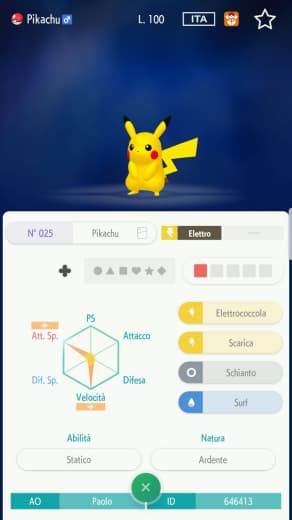 Pikachu♂ L. 100 ITA
N° 025 Pikachu Elettro
PS
Att. Sp. Attacco
Dif. Sp. Difesa
Velocità
Elettrococcola
Scarica
Schianto
Surf
Abilità Natura
Statico Ardente
AO Paolo ID 646413